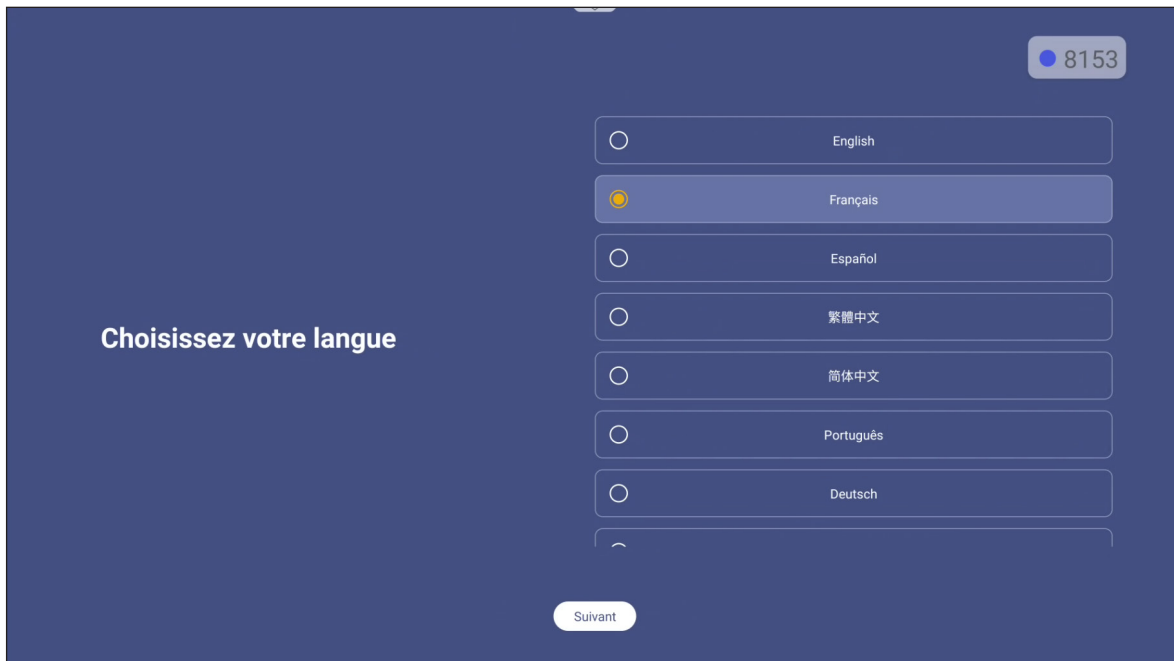 8153
English
Français
Español
繁體中文
Choisissez votre langue
简体中文
Português
Deutsch
Suivant